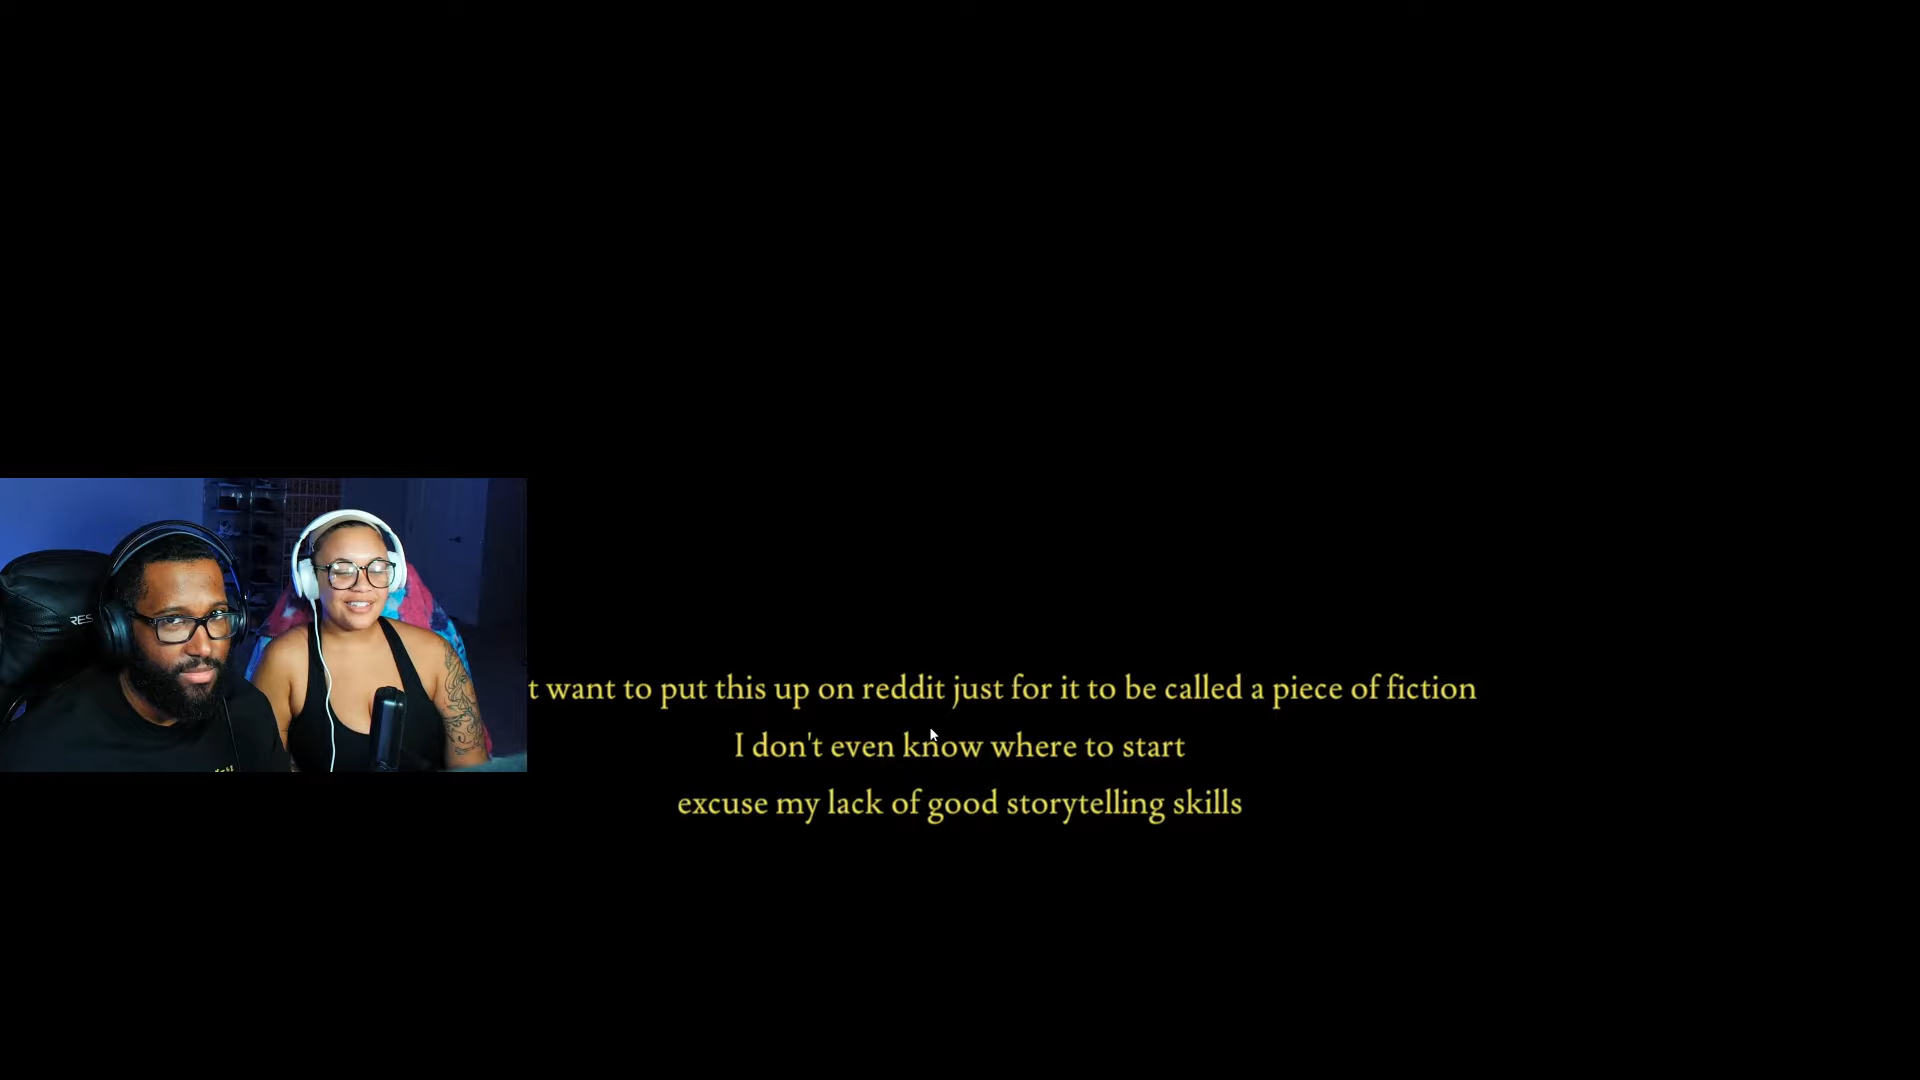 RES
t want to put this up on reddit just for it to be called a piece of fiction
I don't even know where to start
excuse my lack of good storytelling skills